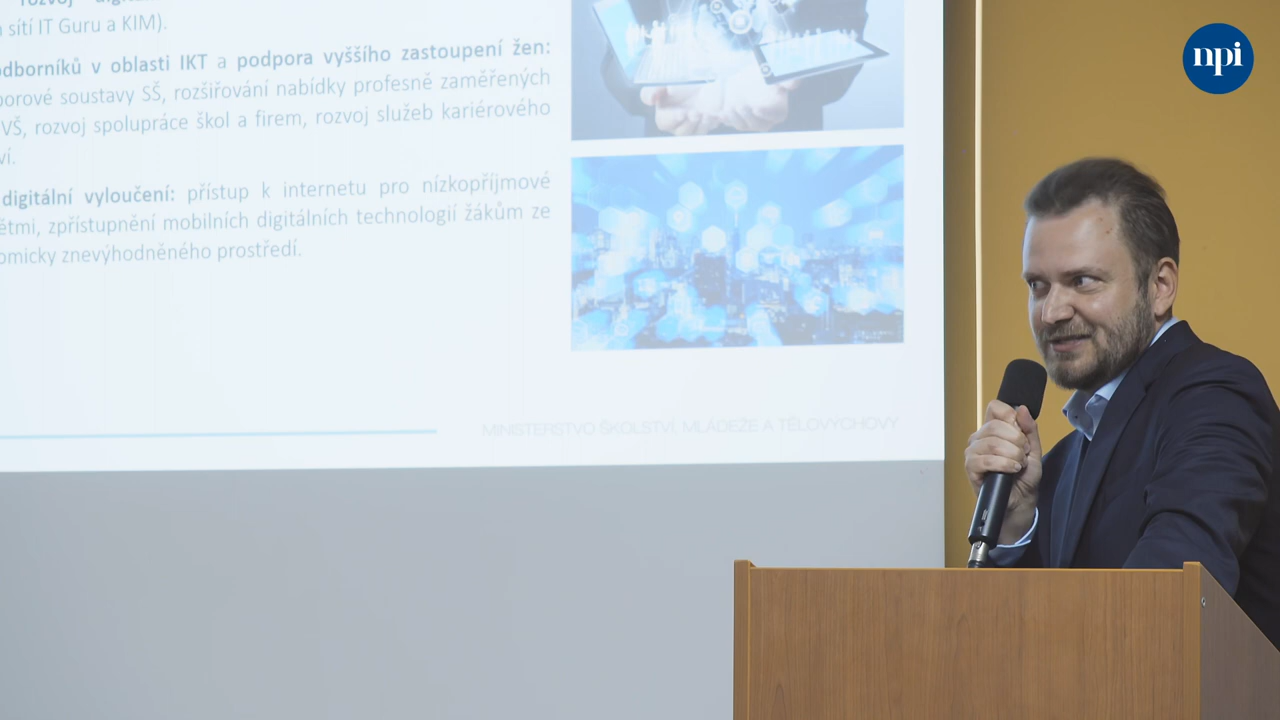 npi
rozvoj
sítí IT Guru a KIM).
odborníků v oblasti IKT a podpora vyššího zastoupení žen:
borové soustavy SŠ, rozšiřování nabídky profesně zaměřených
VŠ, rozvoj spolupráce škol a firem, rozvoj služeb kariérového
ví.
digitální vyloučení: přístup k internetu pro nízkopříjmové
ětmi, zpřístupnění mobilních digitálních technologií žákům ze
omicky znevýhodněného prostředí.
MINISTERSTVO ŠKOLSTVÍ, MLÁDEŽE A TĚLOVÝCHOVY